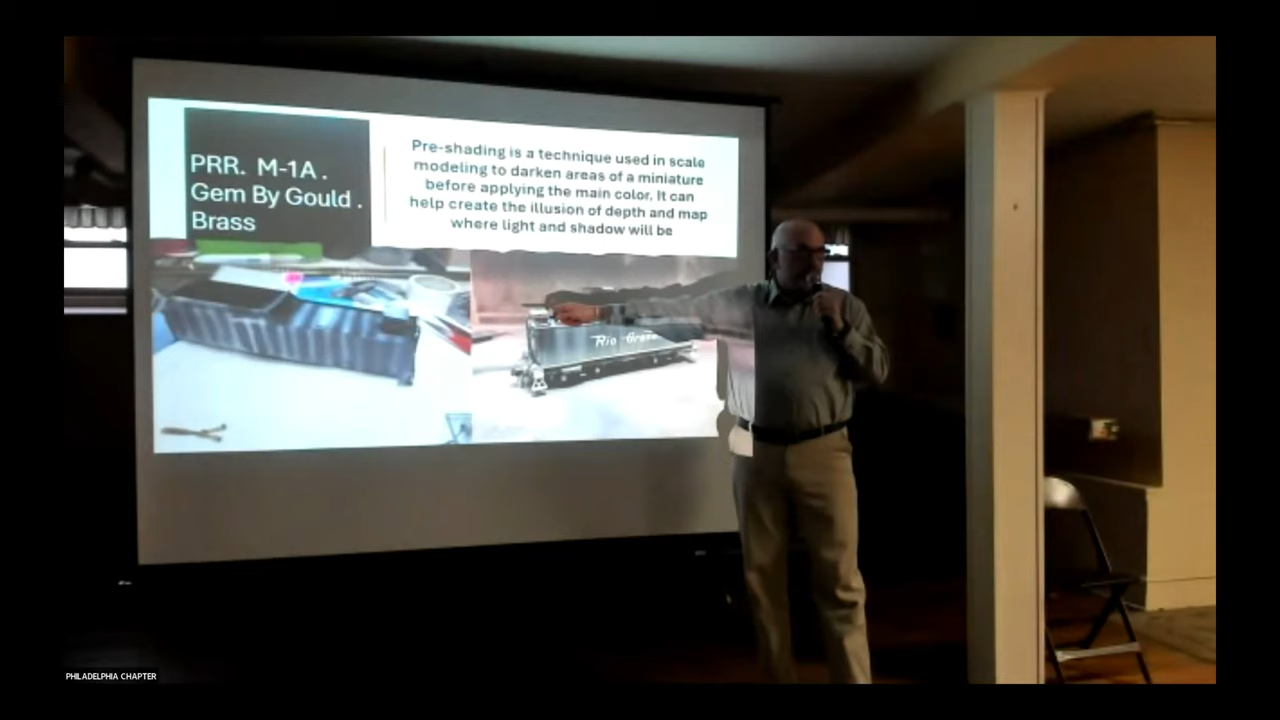 PRR. M-1A .
Gem By Gould .
Brass
Pre-shading is a technique used in scale
modeling to darken areas of a miniature
before applying the main color. It can
help create the illusion of depth and map
where light and shadow will be
Rio Grande
PHILADELPHIA CHAPTER